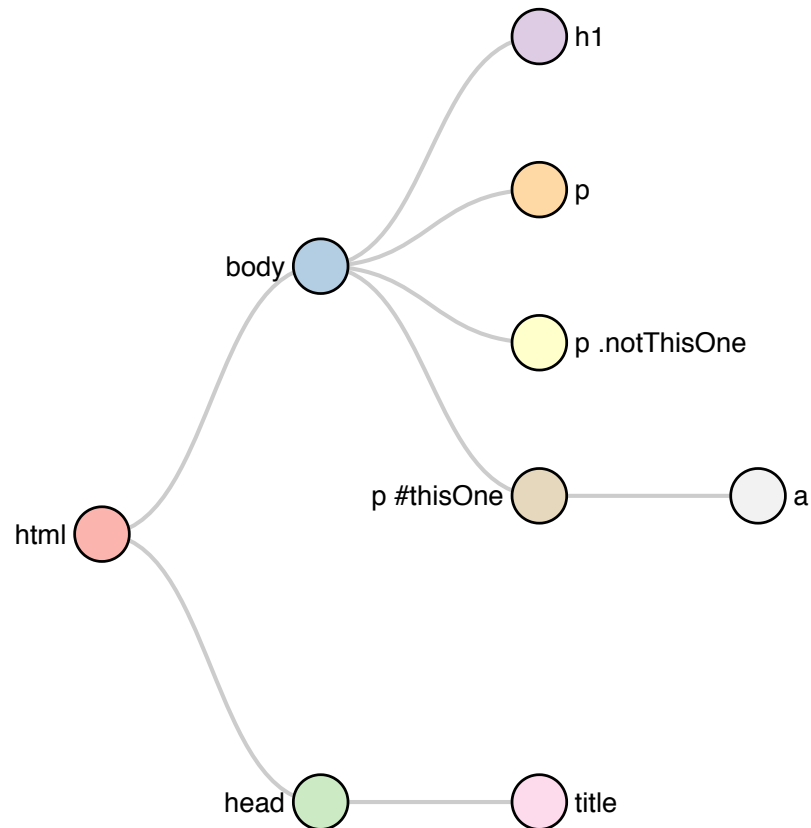 h1
p
body
p .notThisOne
p #thisOne
a
html
head
title